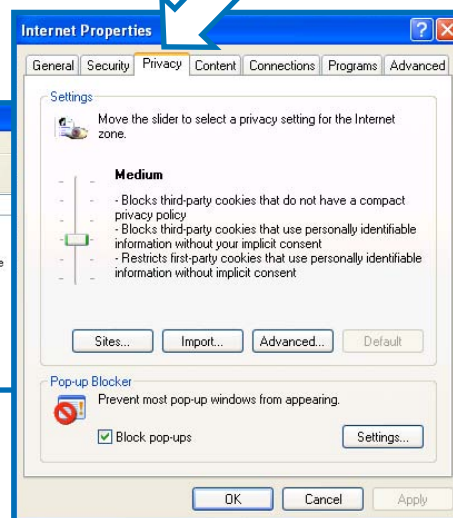 Internet Properties
General Security Privacy Content Connections Programs Advanced
Settings
Move the slider to select a privacy setting for the Internet
zone.
Medium
- Blocks third-party cookies that do not have a compact
privacy policy
- Blocks third-party cookies that use personally identifiable
information without your implicit consent
- Restricts first-party cookies that use personally identifiable
information without implicit consent
Sites... Import... Advanced... Default
Pop-up Blocker
Prevent most pop-up windows from appearing.
Block pop-ups Settings...
OK Cancel Apply